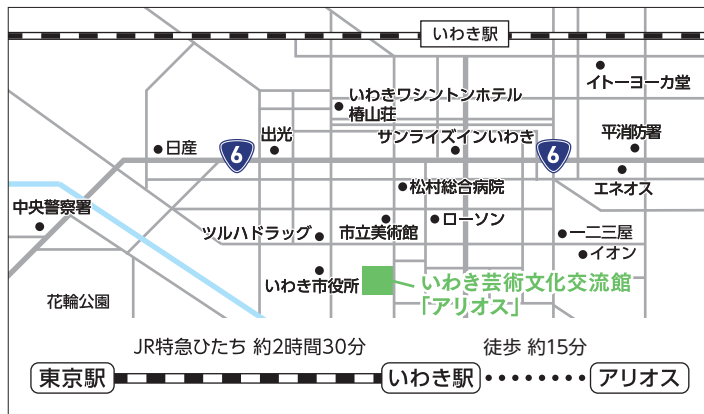 いわき駅
イトーヨーカ堂
いわきワシントンホテル
椿山荘
日産
6
出光
サンライズインいわき
6
平消防署
エネオス
松村総合病院
中央警察署
ツルハドラッグ
市立美術館
ローソン
一二三屋
イオン
いわき市役所
いわき芸術文化交流館
「アリオス」
花輪公園
JR特急ひたち 約2時間30分
徒歩 約15分
東京駅
いわき駅
アリオス